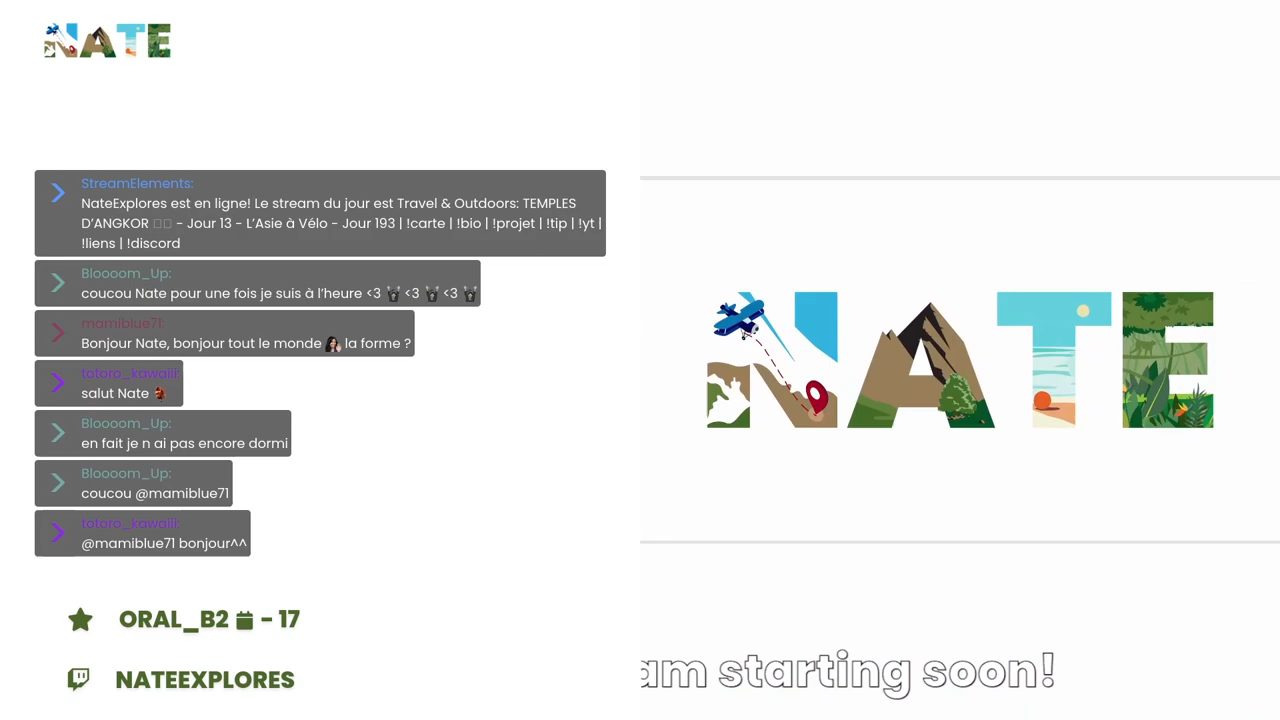 NATE
StreamElements:
NateExplores est en ligne! Le stream du jour est Travel & Outdoors: TEMPLES
D’ANGKOR - Jour 13 - L’Asie à Vélo - Jour 193 | !carte | !bio | !projet | !tip | !yt |
!liens | !discord
Bloooom_Up:
coucou Nate pour une fois je suis à l’heure <3 <3 <3
mamiblue71:
Bonjour Nate, bonjour tout le monde la forme ?
totoro_kawaiii:
salut Nate
Bloooom_Up:
en fait je n ai pas encore dormi
Bloooom_Up:
coucou @mamiblue71
totoro_kawaiii:
@mamiblue71 bonjour^^
ORAL_B2 - 17
NATEEXPLORES
NATE
am starting soon!